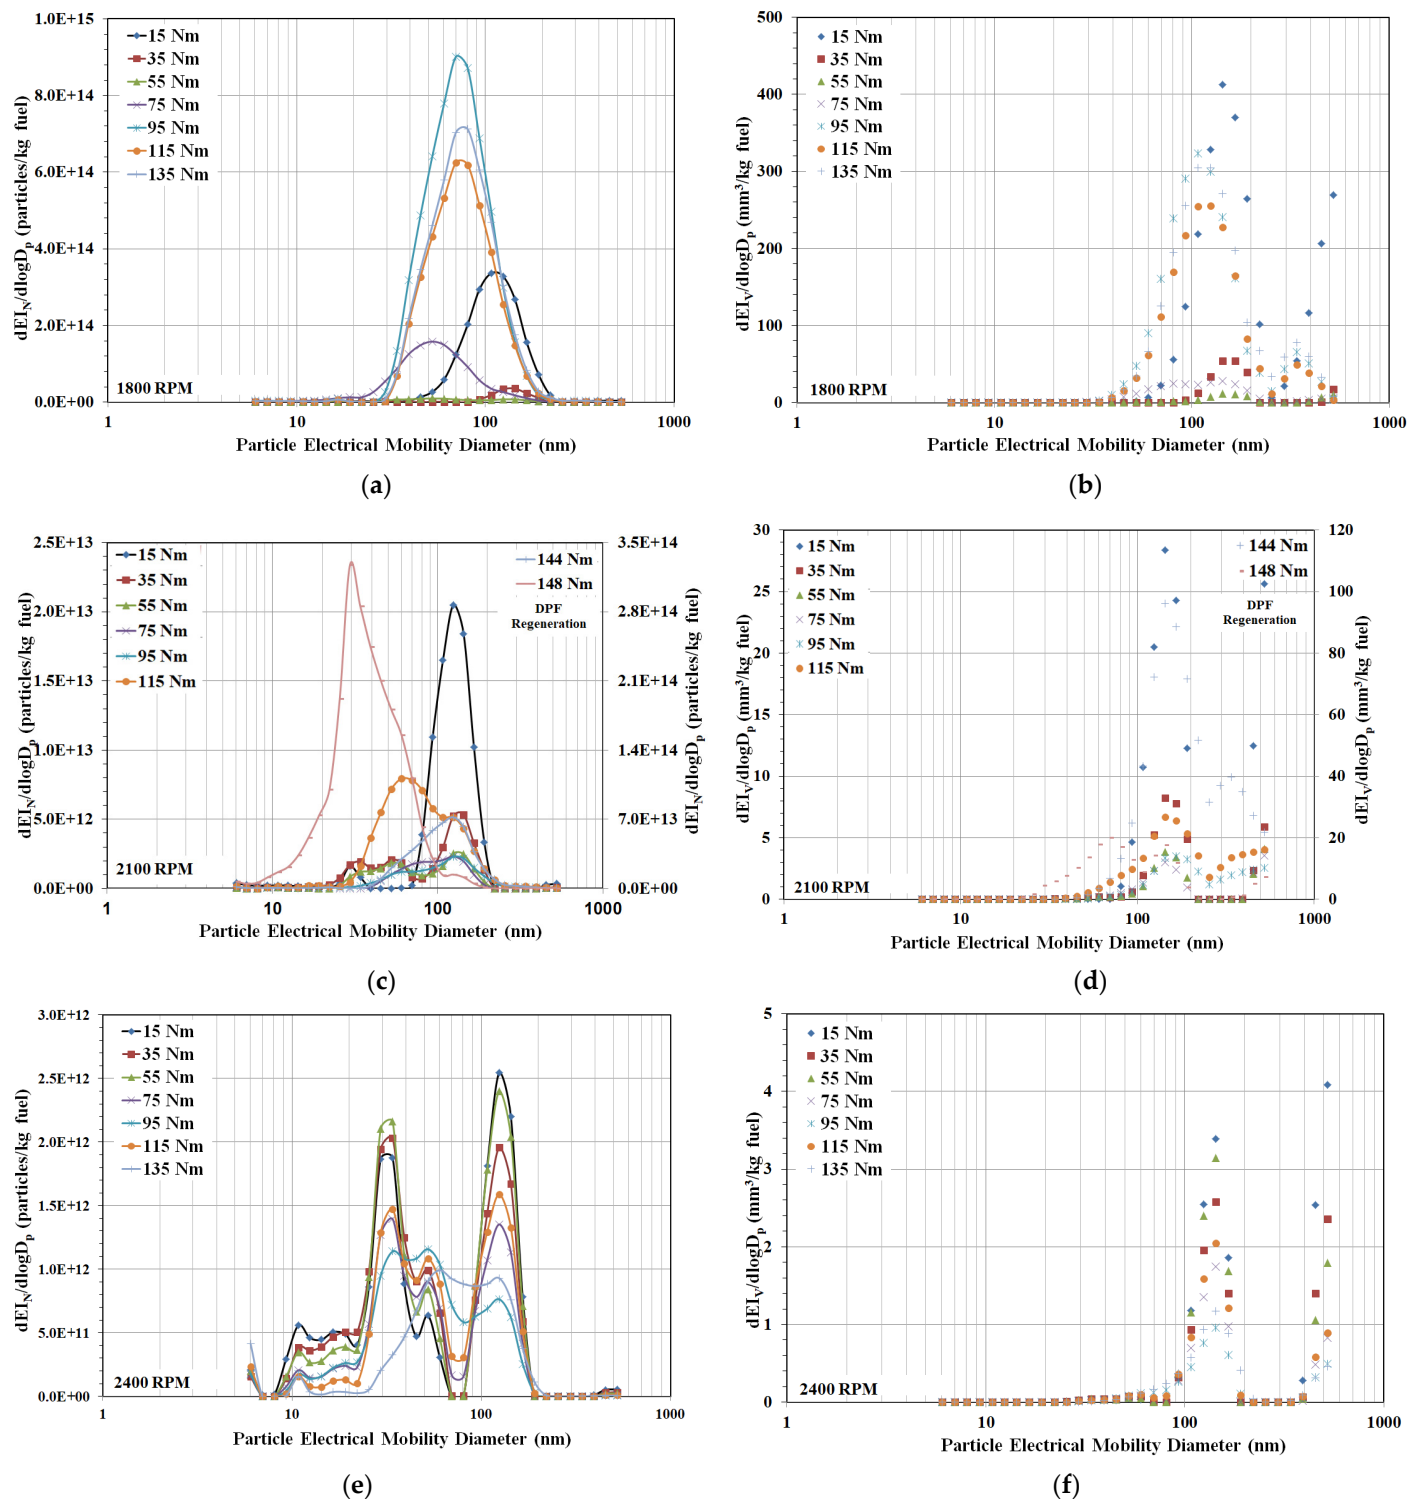 1.0E+15
8.0E+14
6.0E+14
4.0E+14
2.0E+14
0.0E+00
dEI_N/dlogD_p (particles/kg fuel)
15 Nm
35 Nm
55 Nm
75 Nm
95 Nm
115 Nm
135 Nm
1800 RPM
1 10 100 1000
Particle Electrical Mobility Diameter (nm)
(a)
500
400
300
200
100
0
dEI_V/dlogD_p (mm³/kg fuel)
15 Nm
35 Nm
55 Nm
75 Nm
95 Nm
115 Nm
135 Nm
1800 RPM
1 10 100 1000
Particle Electrical Mobility Diameter (nm)
(b)
2.5E+13
2.0E+13
1.5E+13
1.0E+13
5.0E+12
0.0E+00
dEI_N/dlogD_p (particles/kg fuel)
15 Nm
35 Nm
55 Nm
75 Nm
95 Nm
115 Nm
144 Nm
148 Nm
DPF
Regeneration
3.5E+14
2.8E+14
2.1E+14
1.4E+14
7.0E+13
0.0E+00
dEI_N/dlogD_p (particles/kg fuel)
2100 RPM
1 10 100 1000
Particle Electrical Mobility Diameter (nm)
(c)
30
25
20
15
10
5
0
dEI_V/dlogD_p (mm³/kg fuel)
15 Nm
35 Nm
55 Nm
75 Nm
95 Nm
115 Nm
144 Nm
148 Nm
DPF
Regeneration
120
100
80
60
40
20
0
dEI_V/dlogD_p (mm³/kg fuel)
2100 RPM
1 10 100 1000
Particle Electrical Mobility Diameter (nm)
(d)
3.0E+12
2.5E+12
2.0E+12
1.5E+12
1.0E+12
5.0E+11
0.0E+00
dEI_N/dlogD_p (particles/kg fuel)
15 Nm
35 Nm
55 Nm
75 Nm
95 Nm
115 Nm
135 Nm
2400 RPM
1 10 100 1000
Particle Electrical Mobility Diameter (nm)
(e)
5
4
3
2
1
0
dEI_V/dlogD_p (mm³/kg fuel)
15 Nm
35 Nm
55 Nm
75 Nm
95 Nm
115 Nm
135 Nm
2400 RPM
1 10 100 1000
Particle Electrical Mobility Diameter (nm)
(f)